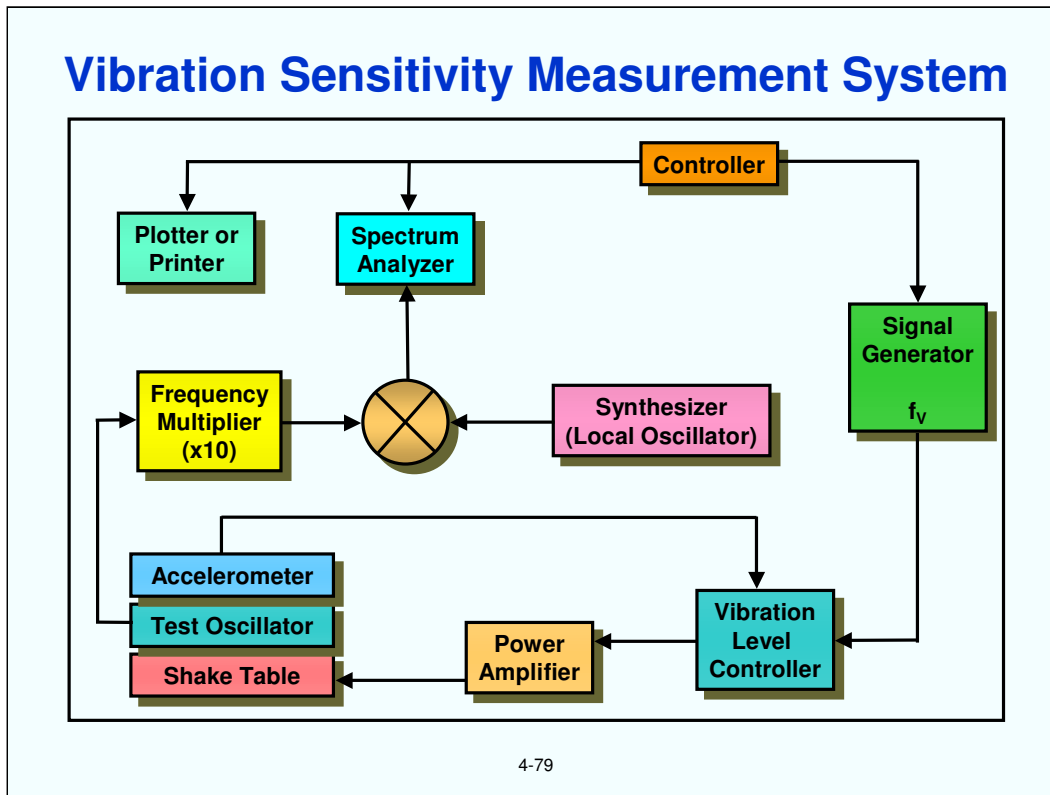 Vibration Sensitivity Measurement System
Controller
Plotter or
Printer
Spectrum
Analyzer
Signal
Generator
f_V
Frequency
Multiplier
(x10)
Synthesizer
(Local Oscillator)
Accelerometer
Test Oscillator
Shake Table
Power
Amplifier
Vibration
Level
Controller
4-79